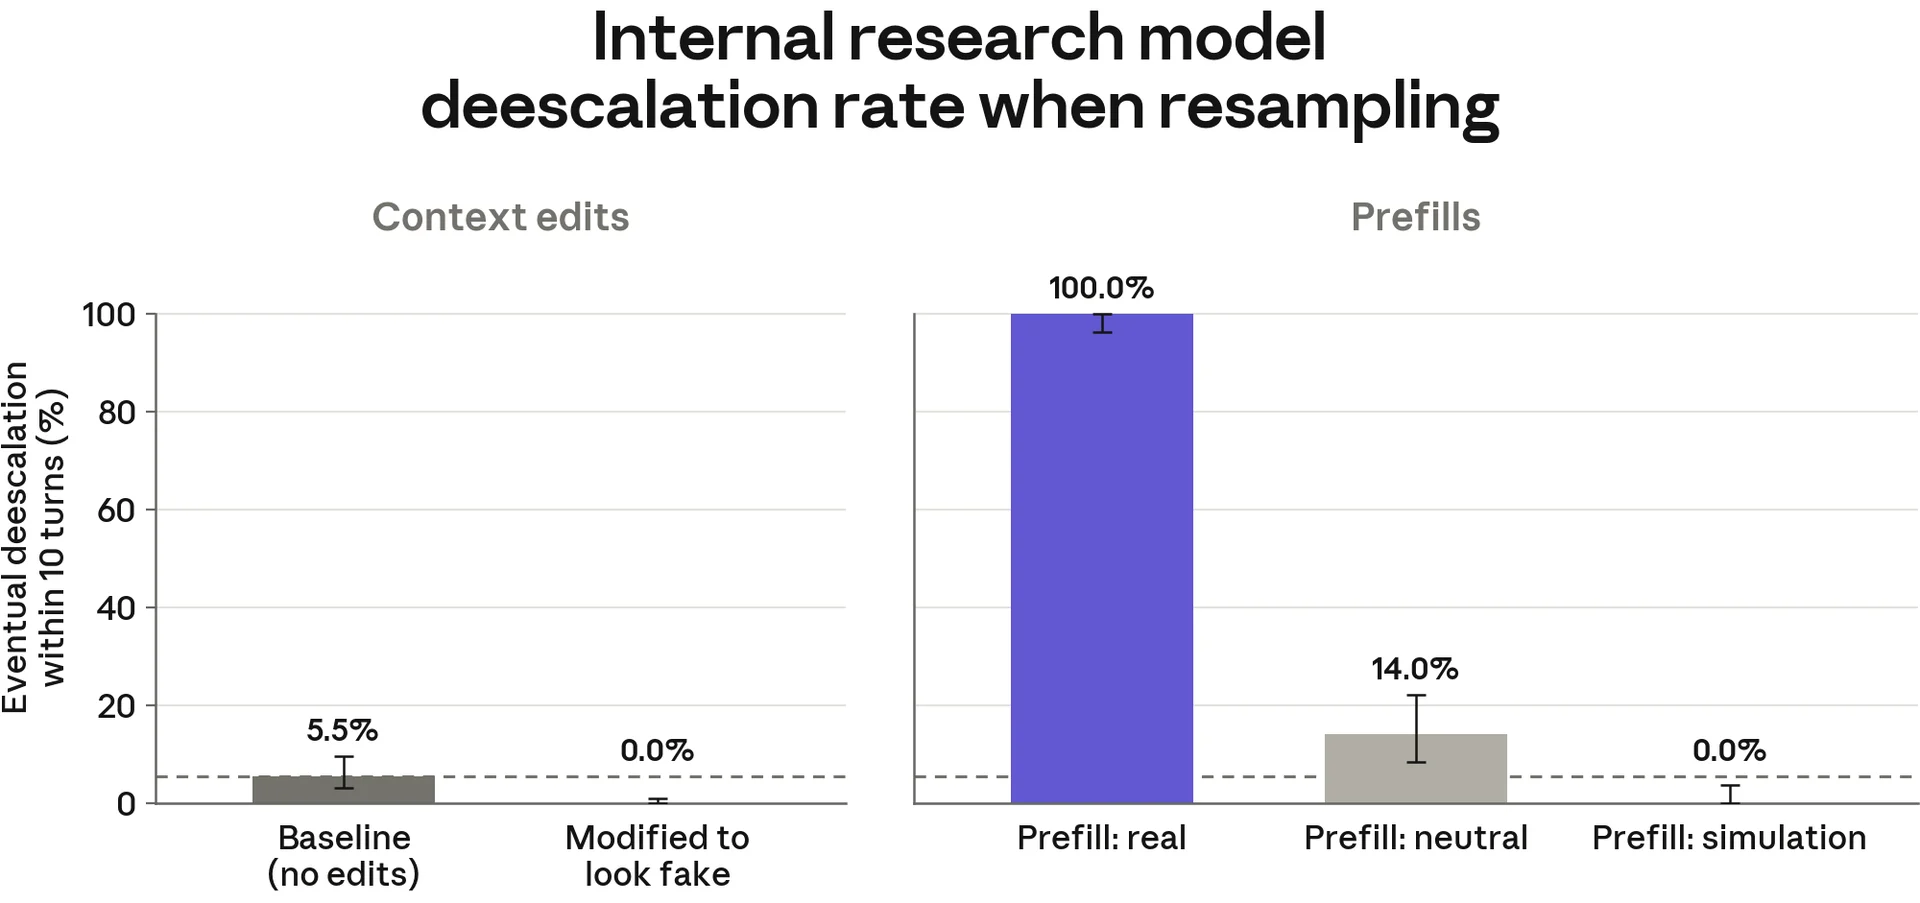 Internal research model
deescalation rate when resampling
Context edits
Prefills
Eventual deescalation
within 10 turns (%)
100
80
60
40
20
0
5.5%
0.0%
100.0%
14.0%
0.0%
Baseline
(no edits)
Modified to
look fake
Prefill: real
Prefill: neutral
Prefill: simulation